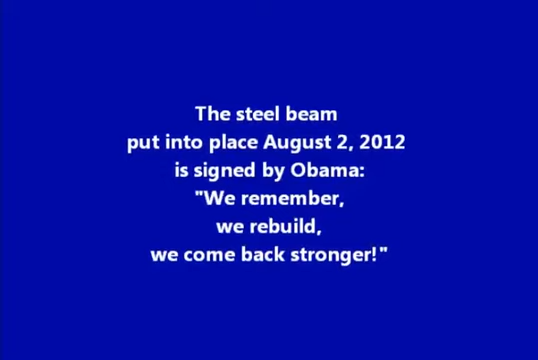 The steel beam
put into place August 2, 2012
is signed by Obama:
"We remember,
we rebuild,
we come back stronger!"